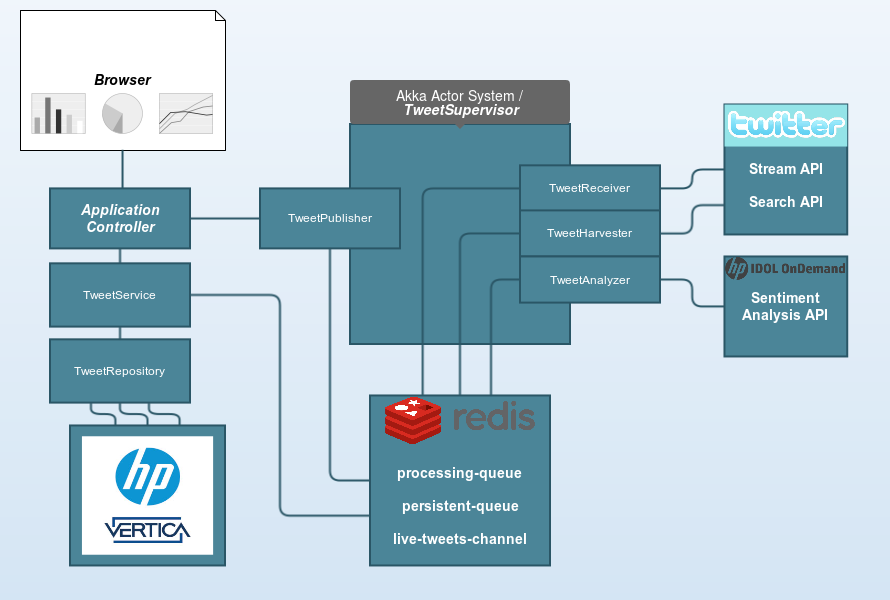 Browser
Akka Actor System /
TweetSupervisor
twitter
Stream API
Search API
Application
Controller
TweetPublisher
TweetReceiver
TweetHarvester
TweetAnalyzer
hp IDOL OnDemand
Sentiment
Analysis API
TweetService
TweetRepository
hp
VERTICA
redis
processing-queue
persistent-queue
live-tweets-channel